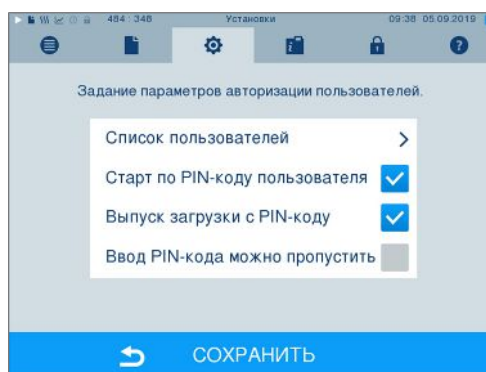 484 : 348 Установки 09:38 05.09.2019
Задание параметров авторизации пользователей.
Список пользователей
Старт по PIN-коду пользователя
Выпуск загрузки с PIN-коду
Ввод PIN-кода можно пропустить
СОХРАНИТЬ